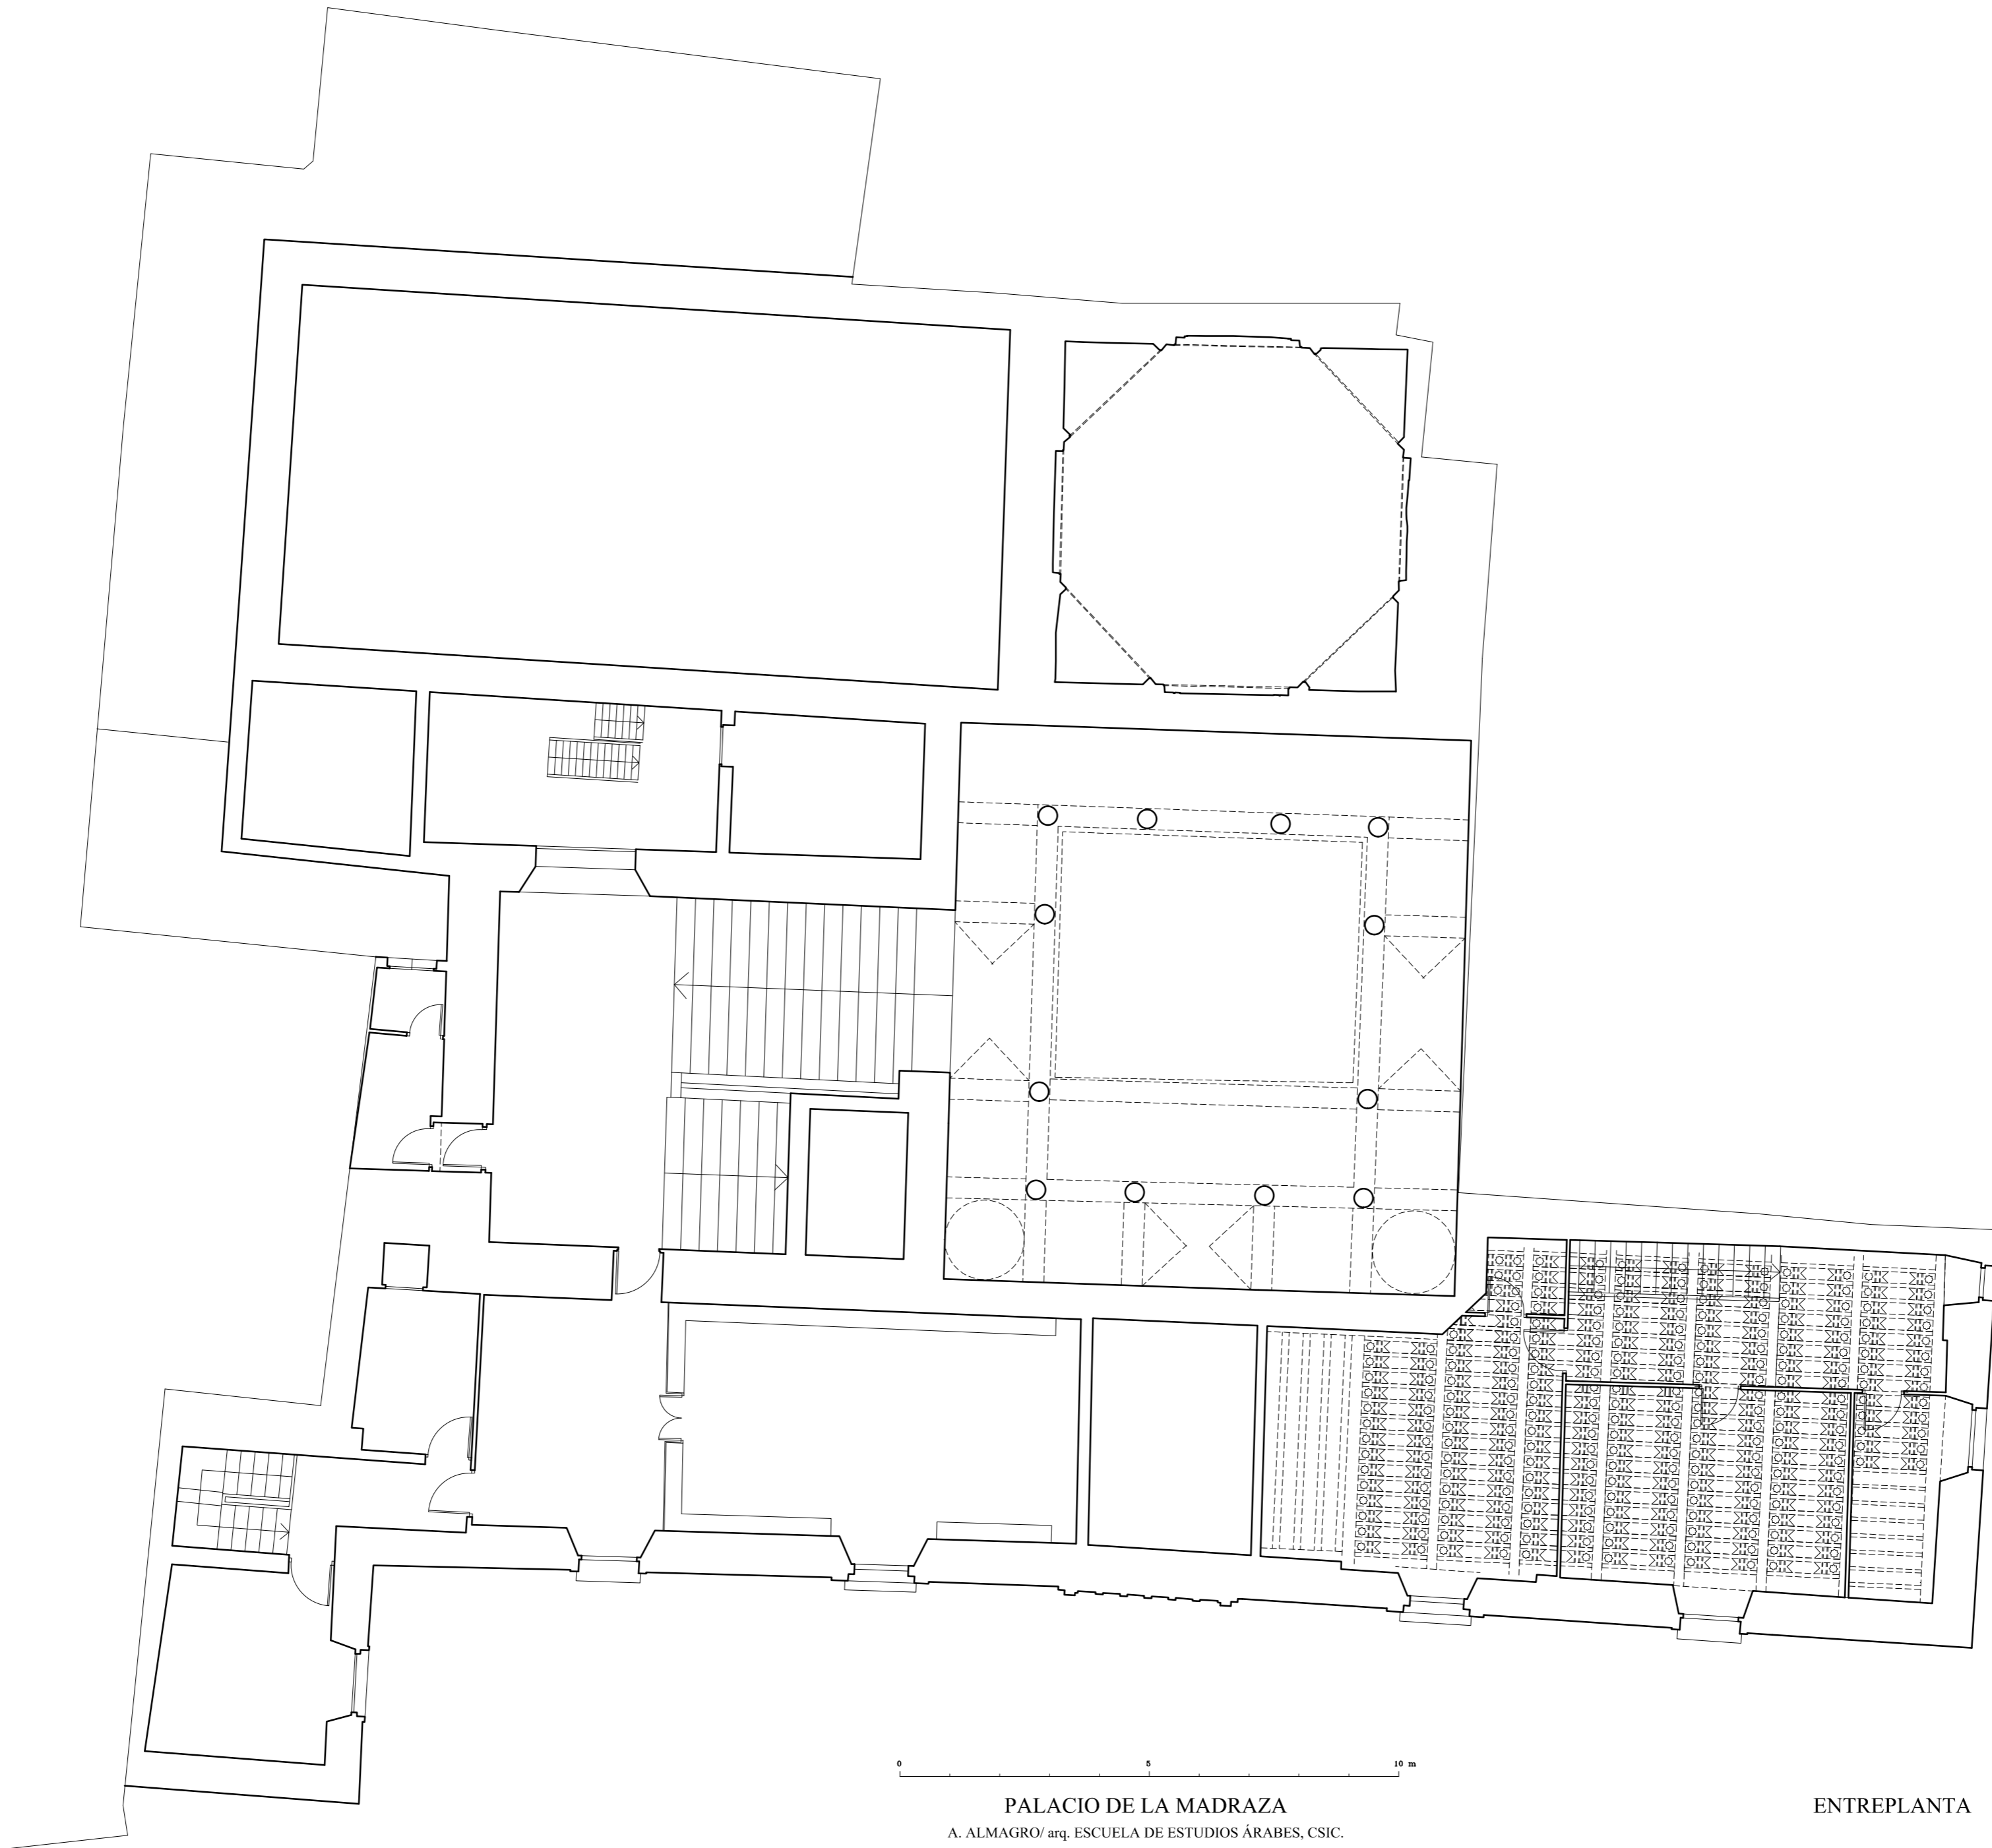 0 5 10 m
PALACIO DE LA MADRAZA
ENTREPLANTA
A. ALMAGRO/ arq. ESCUELA DE ESTUDIOS ÁRABES, CSIC.